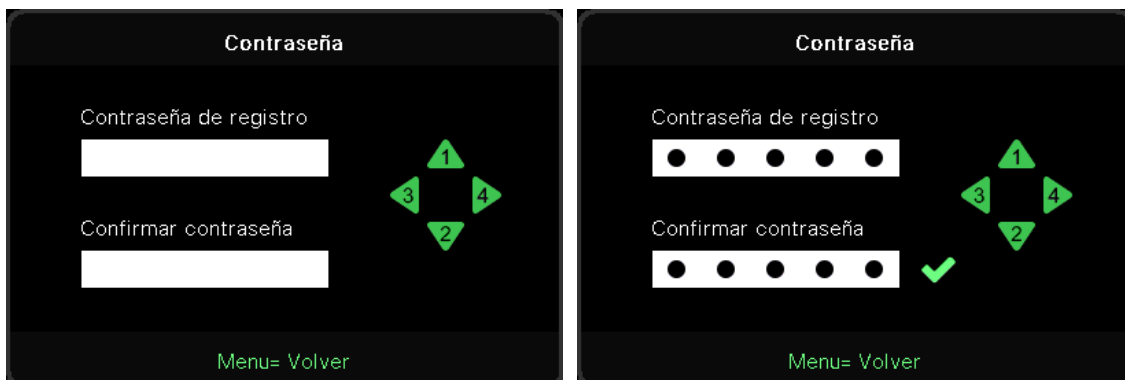 Contraseña
Contraseña de registro
1
3 4
Confirmar contraseña
2
Menu= Volver
Contraseña
Contraseña de registro
1
3 4
Confirmar contraseña
2
Menu= Volver